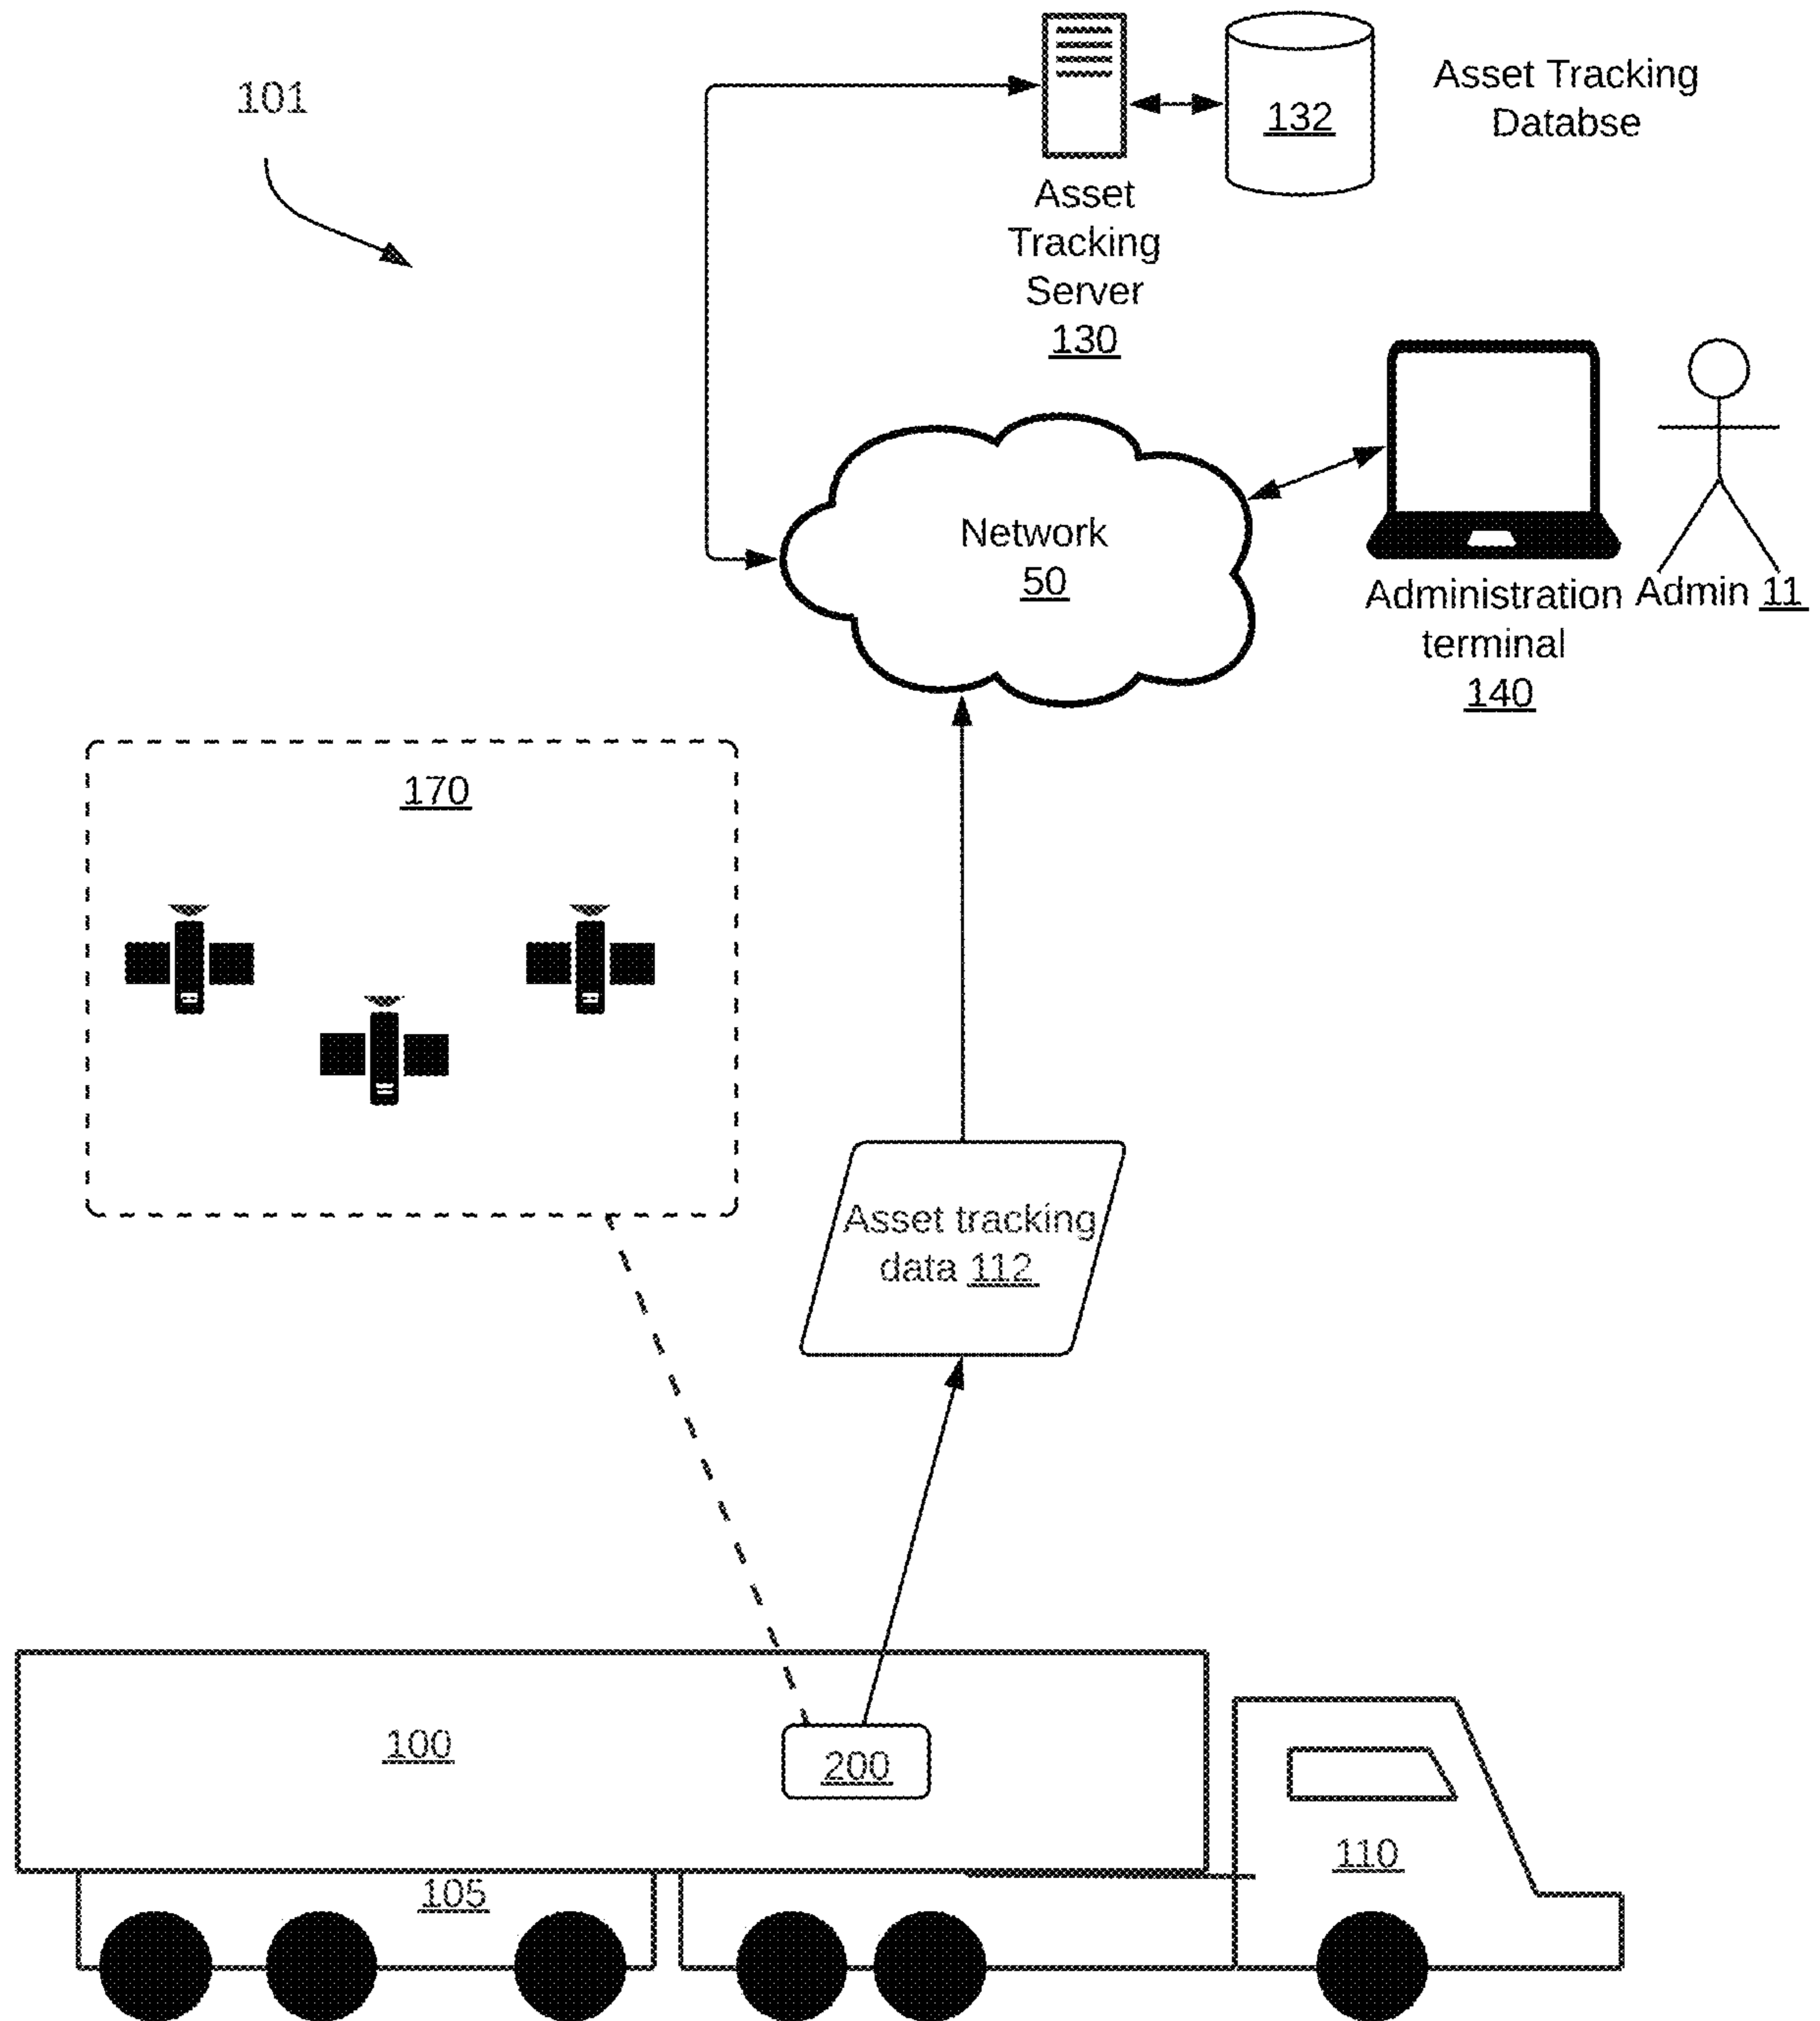 101
132
Asset Tracking
Databse
Asset
Tracking
Server
130
Network
50
Administration
terminal
140
Admin 11
170
Asset tracking
data 112
100
200
110
105